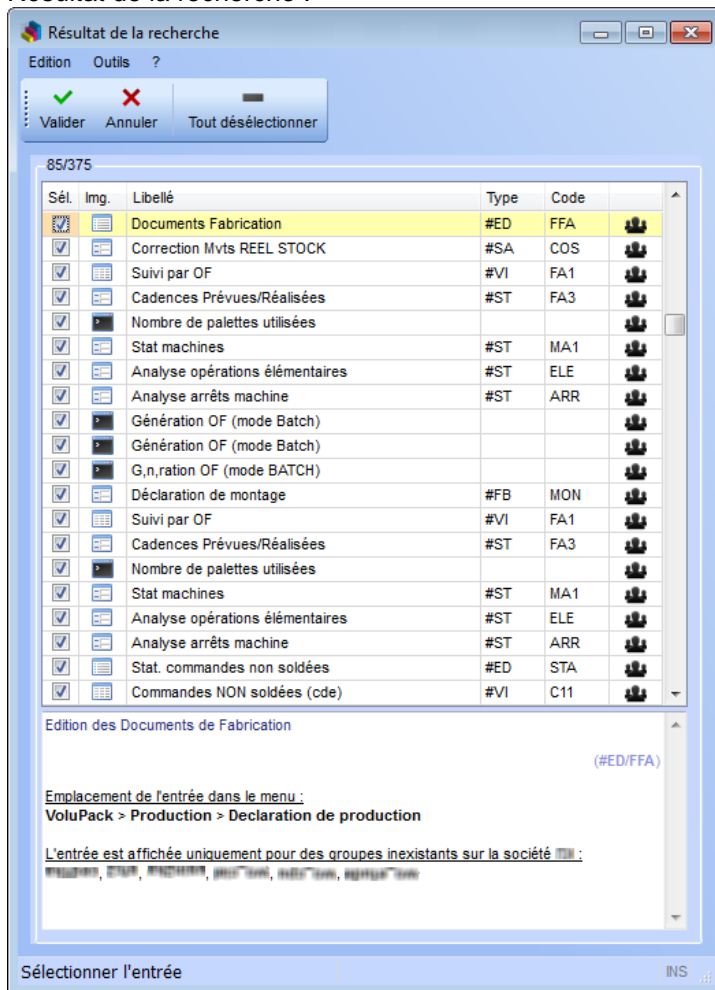 Résultat de la recherche :
Résultat de la recherche
Edition Outils ?
Valider Annuler Tout désélectionner
85/375
Sél. Img. Libellé Type Code
Documents Fabrication #ED FFA
Correction Mvts REEL STOCK #SA COS
Suivi par OF #VI FA1
Cadences Prévues/Réalisées #ST FA3
Nombre de palettes utilisées
Stat machines #ST MA1
Analyse opérations élémentaires #ST ELE
Analyse arrêts machine #ST ARR
Génération OF (mode Batch)
Génération OF (mode Batch)
G,n,ration OF (mode BATCH)
Déclaration de montage #FB MON
Suivi par OF #VI FA1
Cadences Prévues/Réalisées #ST FA3
Nombre de palettes utilisées
Stat machines #ST MA1
Analyse opérations élémentaires #ST ELE
Analyse arrêts machine #ST ARR
Stat. commandes non soldées #ED STA
Commandes NON soldées (cde) #VI C11
Edition des Documents de Fabrication
(#ED/FFA)
Emplacement de l'entrée dans le menu :
VoluPack > Production > Declaration de production
L'entrée est affichée uniquement pour des groupes inexistants sur la société :
Sélectionner l'entrée INS